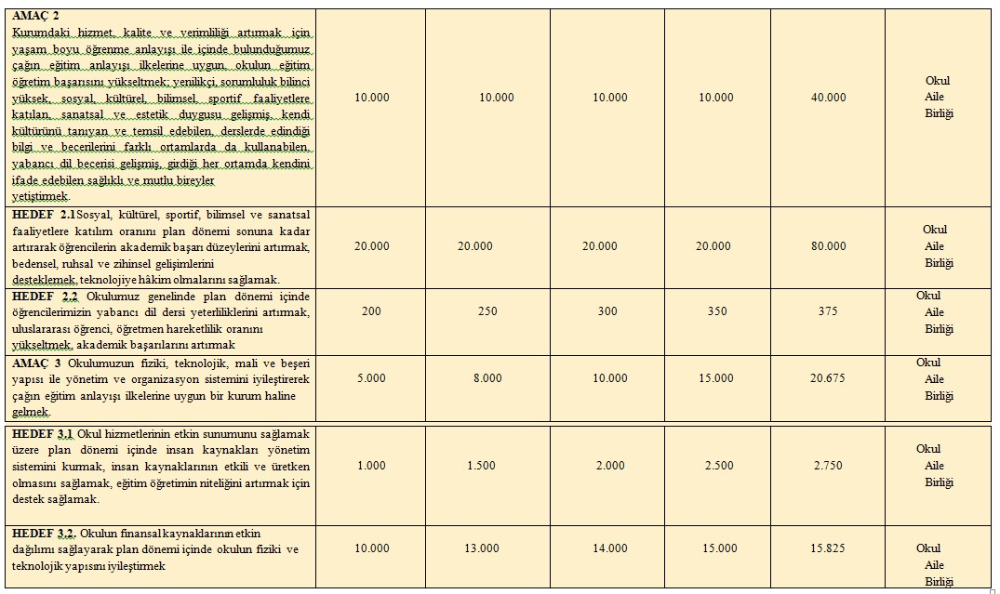 AMAÇ 2
Kurumdaki hizmet, kalite ve verimliliği artırmak için
yaşam boyu öğrenme anlayışı ile içinde bulunduğumuz
çağın eğitim anlayışı ilkelerine uygun, okulun eğitim
öğretim başarısını yükseltmek; yenilikçi, sorumluluk bilinci
yüksek, sosyal, kültürel, bilimsel, sportif faaliyetlere
katılan, sanatsal ve estetik duygusu gelişmiş, kendi
kültürünü tanıyan ve temsil edebilen, derslerde edindiği
bilgi ve becerilerini farklı ortamlarda da kullanabilen,
yabancı dil becerisi gelişmiş, girdiği her ortamda kendini
ifade edebilen sağlıklı ve mutlu bireyler
yetiştirmek.
10.000
10.000
10.000
10.000
40.000
Okul
Aile
Birliği
HEDEF 2.1Sosyal, kültürel, sportif, bilimsel ve sanatsal
faaliyetlere katılım oranını plan dönemi sonuna kadar
artırarak öğrencilerin akademik başarı düzeylerini artırmak,
bedensel, ruhsal ve zihinsel gelişimlerini
desteklemek, teknolojiye hâkim olmalarını sağlamak.
20.000
20.000
20.000
20.000
80.000
Okul
Aile
Birliği
HEDEF 2.2 Okulumuz genelinde plan dönemi içinde
öğrencilerimizin yabancı dil dersi yeterliliklerini artırmak,
uluslararası öğrenci, öğretmen hareketlilik oranını
yükseltmek, akademik başarılarını artırmak
200
250
300
350
375
Okul
Aile
Birliği
AMAÇ 3 Okulumuzun fiziki, teknolojik, mali ve beşeri
yapısı ile yönetim ve organizasyon sistemini iyileştirerek
çağın eğitim anlayışı ilkelerine uygun bir kurum haline
gelmek.
5.000
8.000
10.000
15.000
20.675
Okul
Aile
Birliği
HEDEF 3.1 Okul hizmetlerinin etkin sunumunu sağlamak
üzere plan dönemi içinde insan kaynakları yönetim
sistemini kurmak, insan kaynaklarının etkili ve üretken
olmasını sağlamak, eğitim öğretimin niteliğini artırmak için
destek sağlamak.
1.000
1.500
2.000
2.500
2.750
Okul
Aile
Birliği
HEDEF 3.2. Okulun finansal kaynaklarının etkin
dağılımı sağlayarak plan dönemi içinde okulun fiziki ve
teknolojik yapısını iyileştirmek
10.000
13.000
14.000
15.000
15.825
Okul
Aile
Birliği